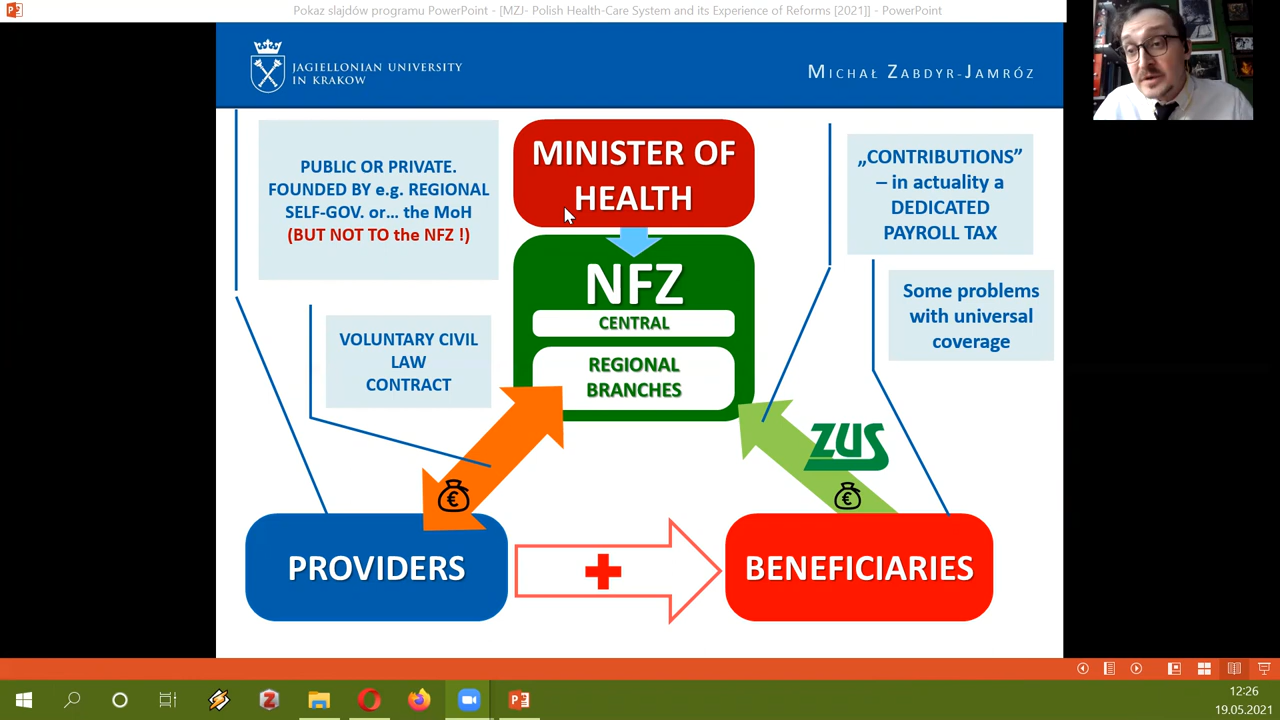 Pokaz slajdów programu PowerPoint - [MZJ- Polish Health-Care System and its Experience of Reforms [2021]] - PowerPoint
JAGIELLONIAN UNIVERSITY
IN KRAKOW
MICHAŁ ZABDYR-JAMRÓZ
PUBLIC OR PRIVATE.
FOUNDED BY e.g. REGIONAL
SELF-GOV. or... the MoH
(BUT NOT TO the NFZ !)
MINISTER OF
HEALTH
„CONTRIBUTIONS”
– in actuality a
DEDICATED
PAYROLL TAX
NFZ
CENTRAL
REGIONAL
BRANCHES
Some problems
with universal
coverage
VOLUNTARY CIVIL
LAW
CONTRACT
ZUS
€
€
PROVIDERS
BENEFICIARIES
12:26
19.05.2021